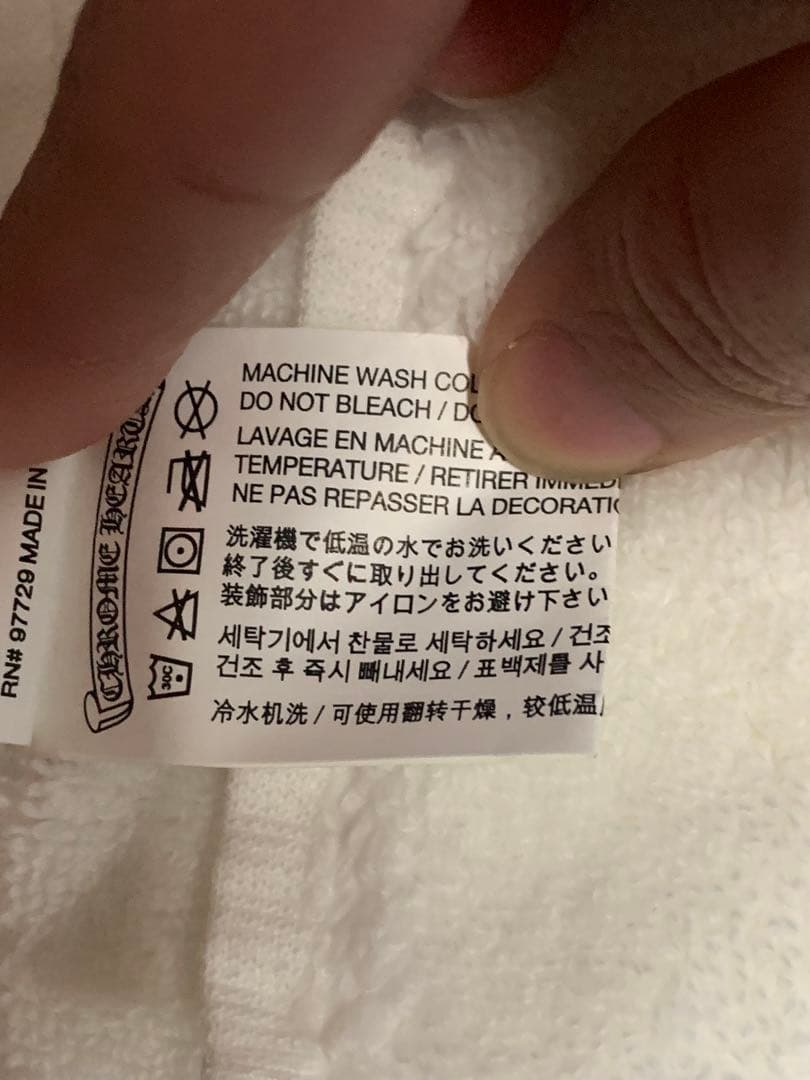 RN# 97729 MADE IN
CHROME HEARTS
MACHINE WASH COL
DO NOT BLEACH / DO
LAVAGE EN MACHINE A
TEMPERATURE / RETIRER IMMEDI
NE PAS REPASSER LA DECORATIO
洗濯機で低温の水でお洗いください
終了後すぐに取り出してください。
装飾部分はアイロンをお避け下さい
세탁기에서 찬물로 세탁하세요 / 건조
건조 후 즉시 빼내세요 / 표백제를 사
冷水机洗 / 可使用翻转干燥，较低温
30C